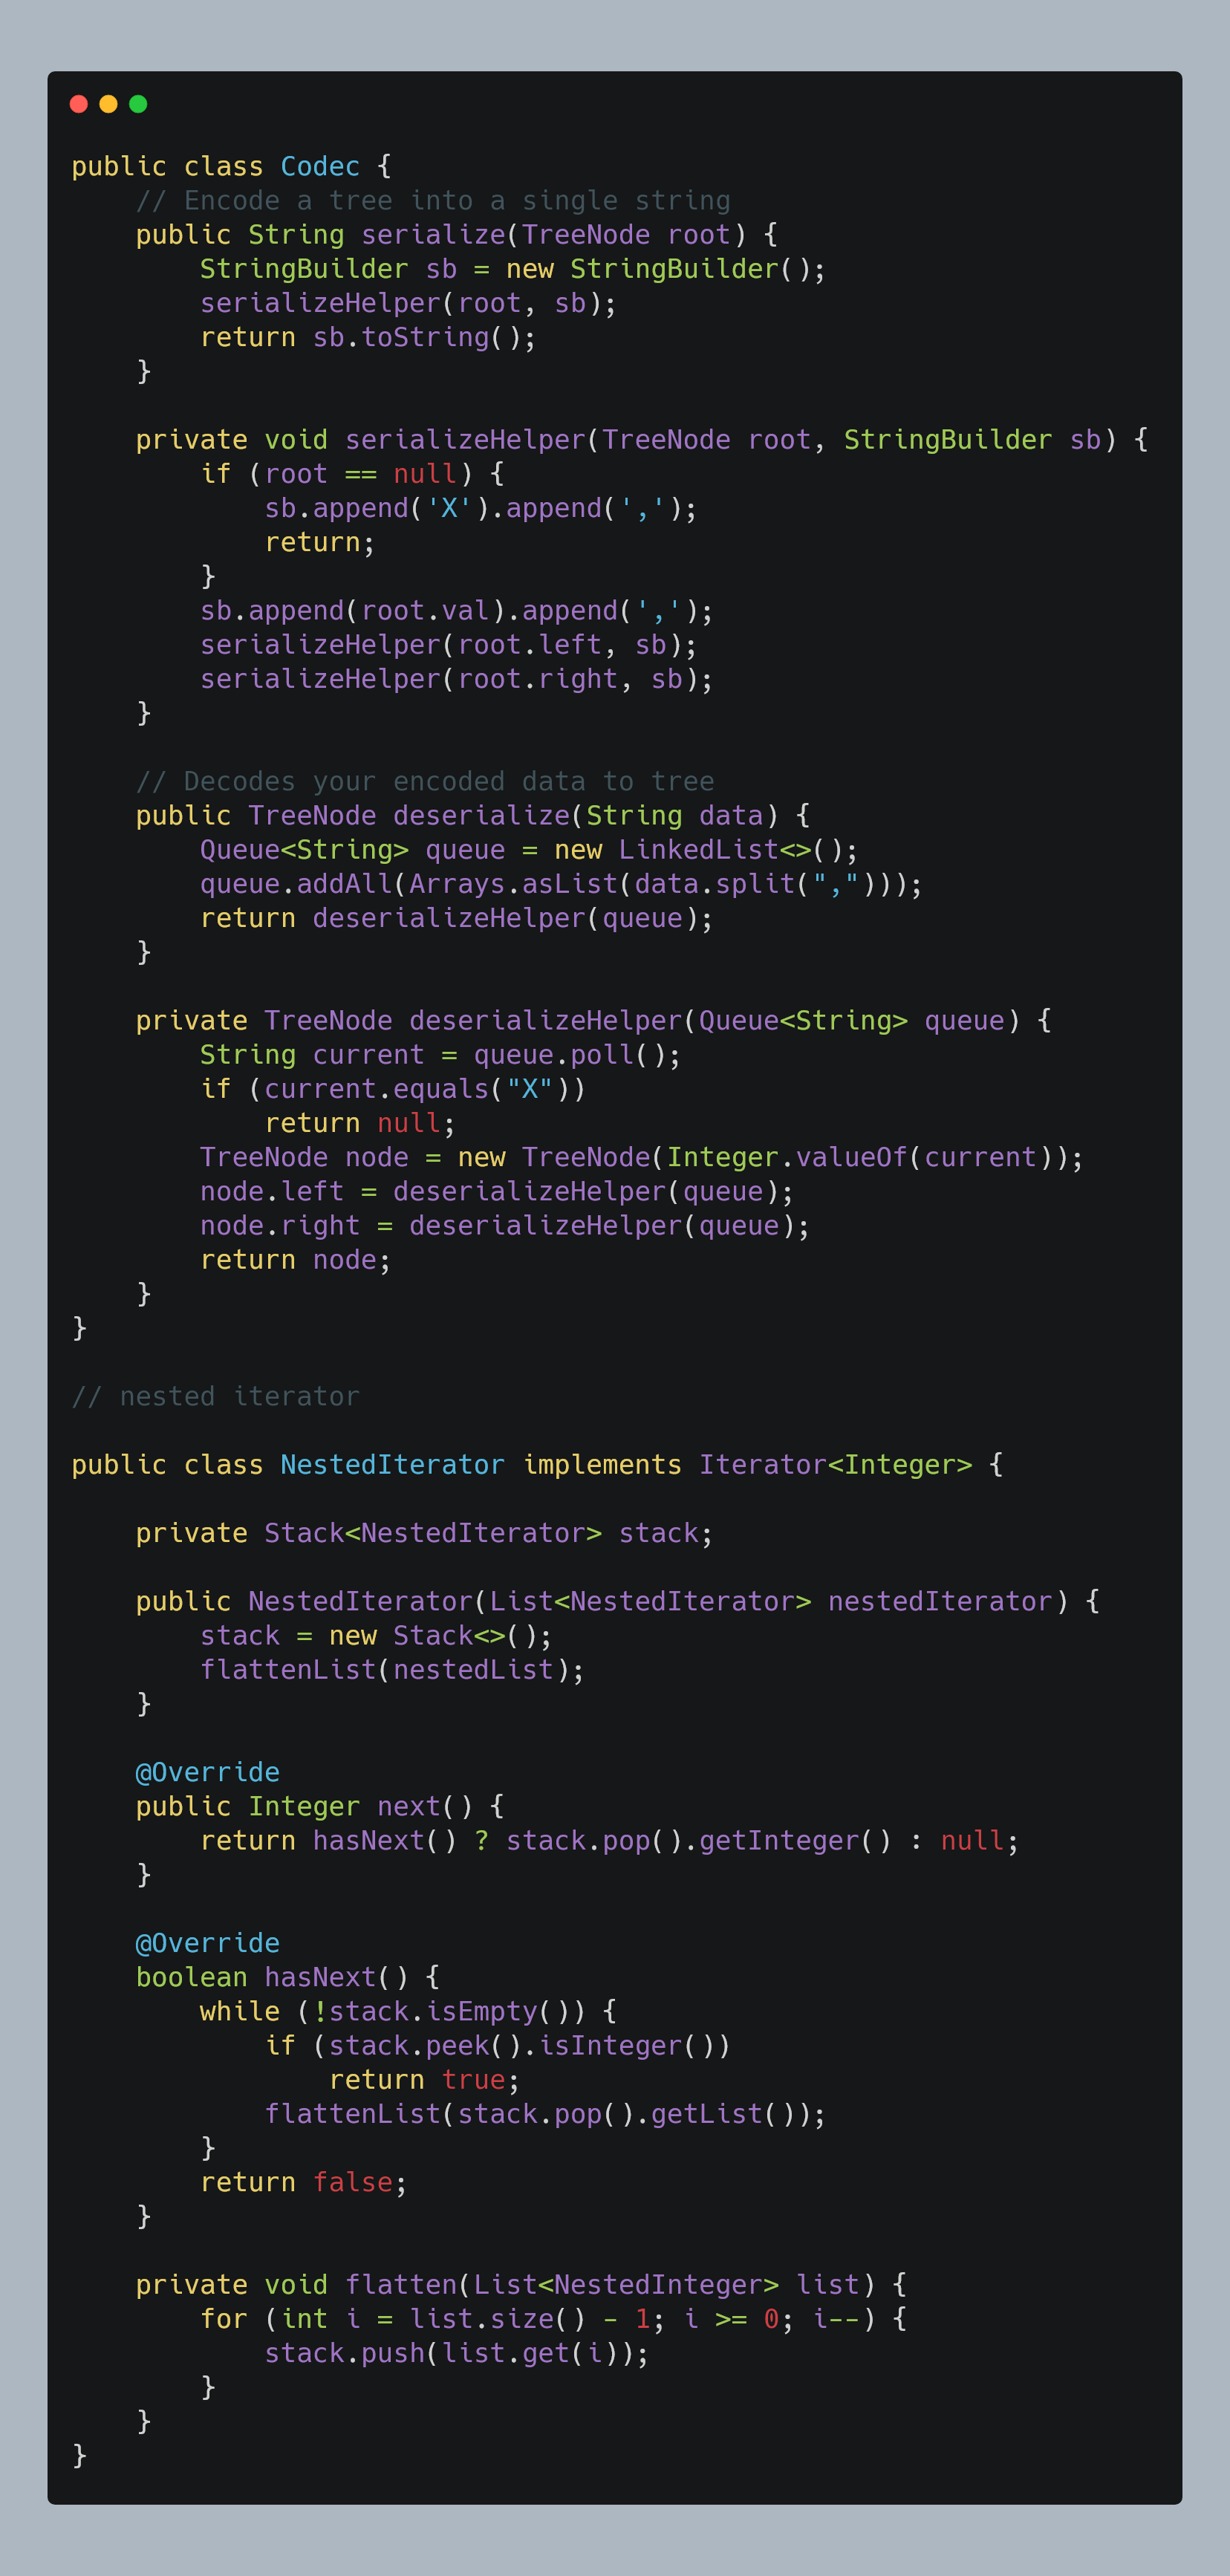 public class Codec {
    // Encode a tree into a single string
    public String serialize(TreeNode root) {
        StringBuilder sb = new StringBuilder();
        serializeHelper(root, sb);
        return sb.toString();
    }

    private void serializeHelper(TreeNode root, StringBuilder sb) {
        if (root == null) {
            sb.append('X').append(',');
            return;
        }
        sb.append(root.val).append(',');
        serializeHelper(root.left, sb);
        serializeHelper(root.right, sb);
    }

    // Decodes your encoded data to tree
    public TreeNode deserialize(String data) {
        Queue<String> queue = new LinkedList<>();
        queue.addAll(Arrays.asList(data.split(",")));
        return deserializeHelper(queue);
    }

    private TreeNode deserializeHelper(Queue<String> queue) {
        String current = queue.poll();
        if (current.equals("X"))
            return null;
        TreeNode node = new TreeNode(Integer.valueOf(current));
        node.left = deserializeHelper(queue);
        node.right = deserializeHelper(queue);
        return node;
    }
}

// nested iterator

public class NestedIterator implements Iterator<Integer> {

    private Stack<NestedIterator> stack;

    public NestedIterator(List<NestedIterator> nestedIterator) {
        stack = new Stack<>();
        flattenList(nestedList);
    }

    @Override
    public Integer next() {
        return hasNext() ? stack.pop().getInteger() : null;
    }

    @Override
    boolean hasNext() {
        while (!stack.isEmpty()) {
            if (stack.peek().isInteger())
                return true;
            flattenList(stack.pop().getList());
        }
        return false;
    }

    private void flatten(List<NestedInteger> list) {
        for (int i = list.size() - 1; i >= 0; i--) {
            stack.push(list.get(i));
        }
    }
}